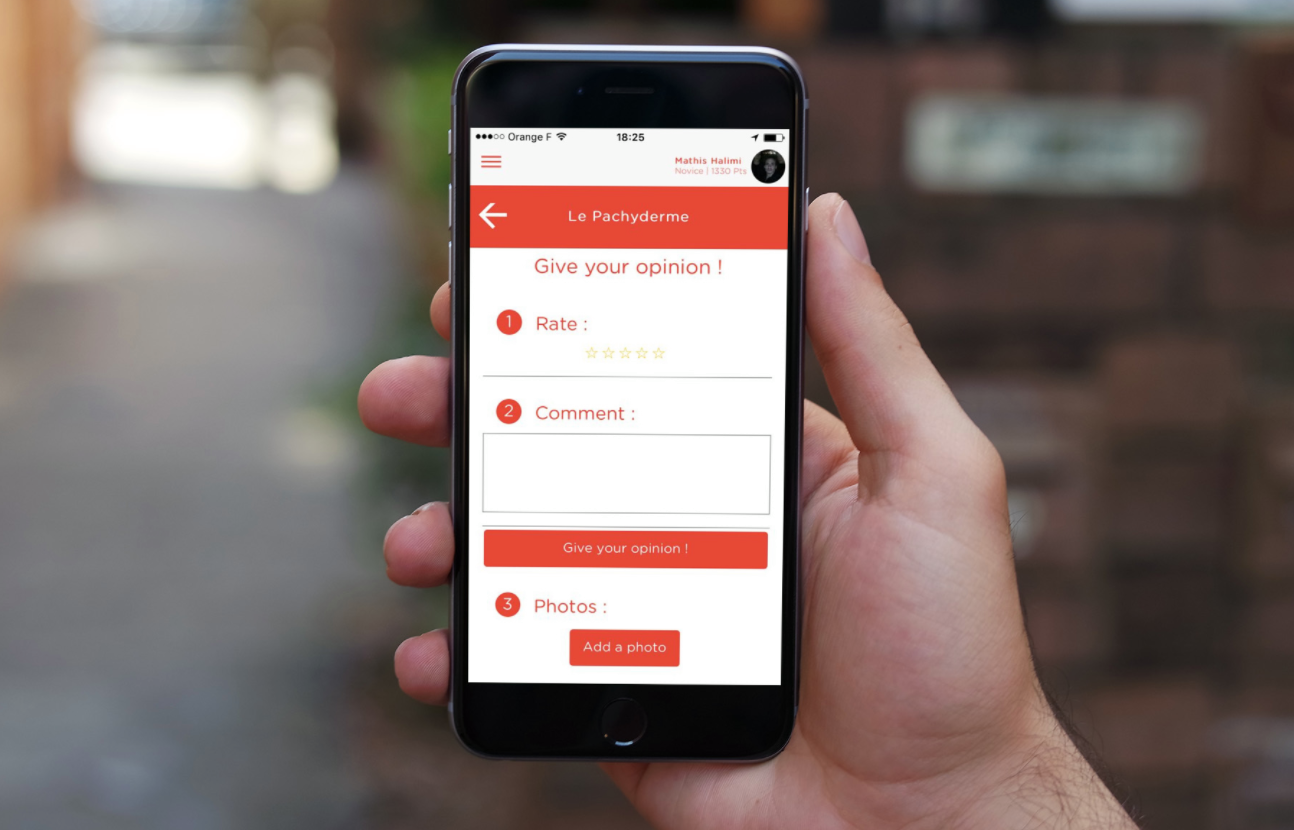 Orange F 18:25
Mathis Halimi
Novice | 1330 Pts
Le Pachyderme
Give your opinion !
1 Rate :
2 Comment :
Give your opinion !
3 Photos :
Add a photo